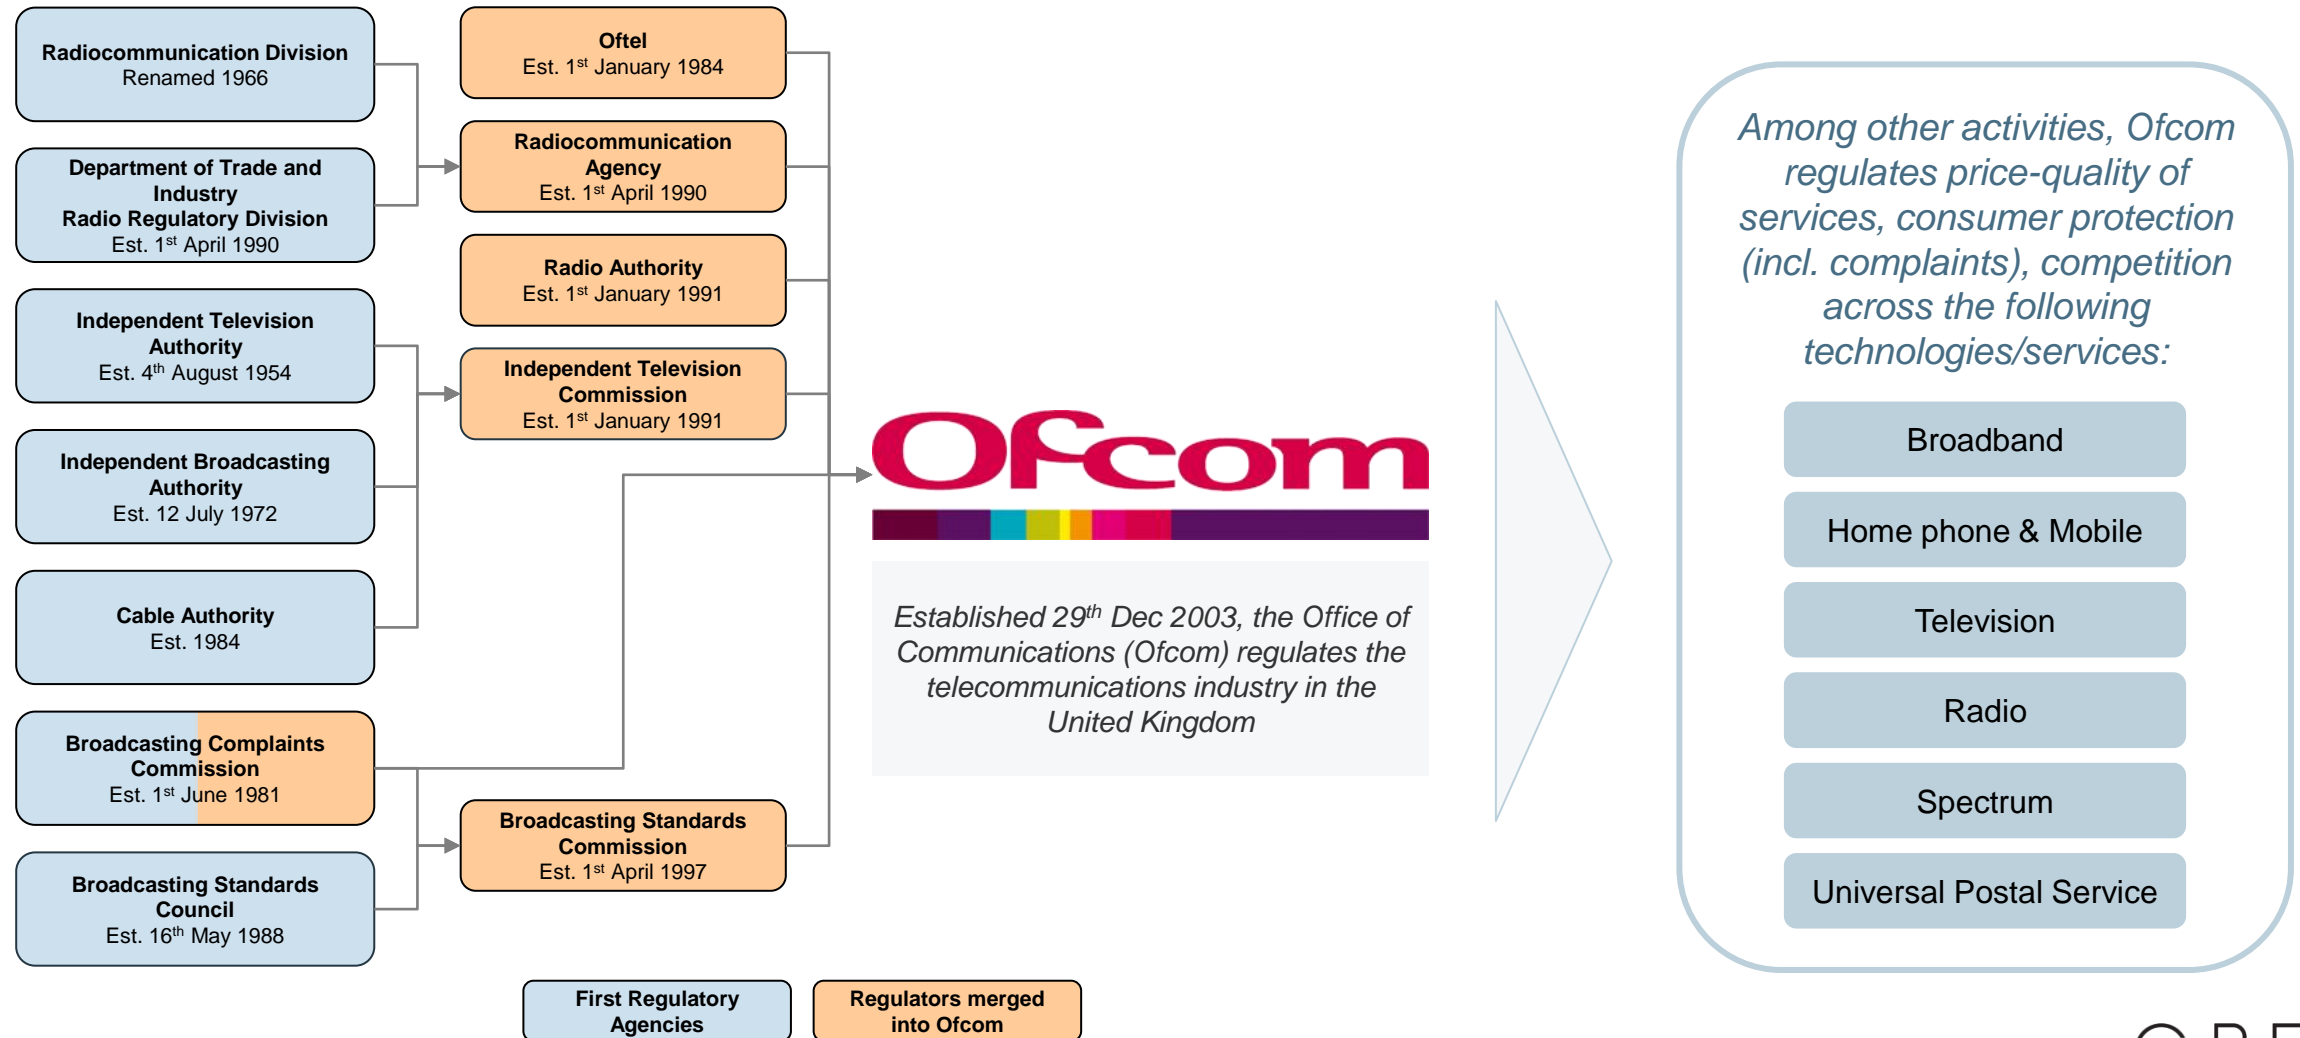 Radiocommunication Division
Renamed 1966
Department of Trade and
Industry
Radio Regulatory Division
Est. 1st April 1990
Independent Television
Authority
Est. 4th August 1954
Independent Broadcasting
Authority
Est. 12 July 1972
Cable Authority
Est. 1984
Broadcasting Complaints
Commission
Est. 1st June 1981
Broadcasting Standards
Council
Est. 16th May 1988
Oftel
Est. 1st January 1984
Radiocommunication
Agency
Est. 1st April 1990
Radio Authority
Est. 1st January 1991
Independent Television
Commission
Est. 1st January 1991
Broadcasting Standards
Commission
Est. 1st April 1997
Ofcom
Established 29th Dec 2003, the Office of
Communications (Ofcom) regulates the
telecommunications industry in the
United Kingdom
Among other activities, Ofcom
regulates price-quality of
services, consumer protection
(incl. complaints), competition
across the following
technologies/services:
Broadband
Home phone & Mobile
Television
Radio
Spectrum
Universal Postal Service
First Regulatory
Agencies
Regulators merged
into Ofcom